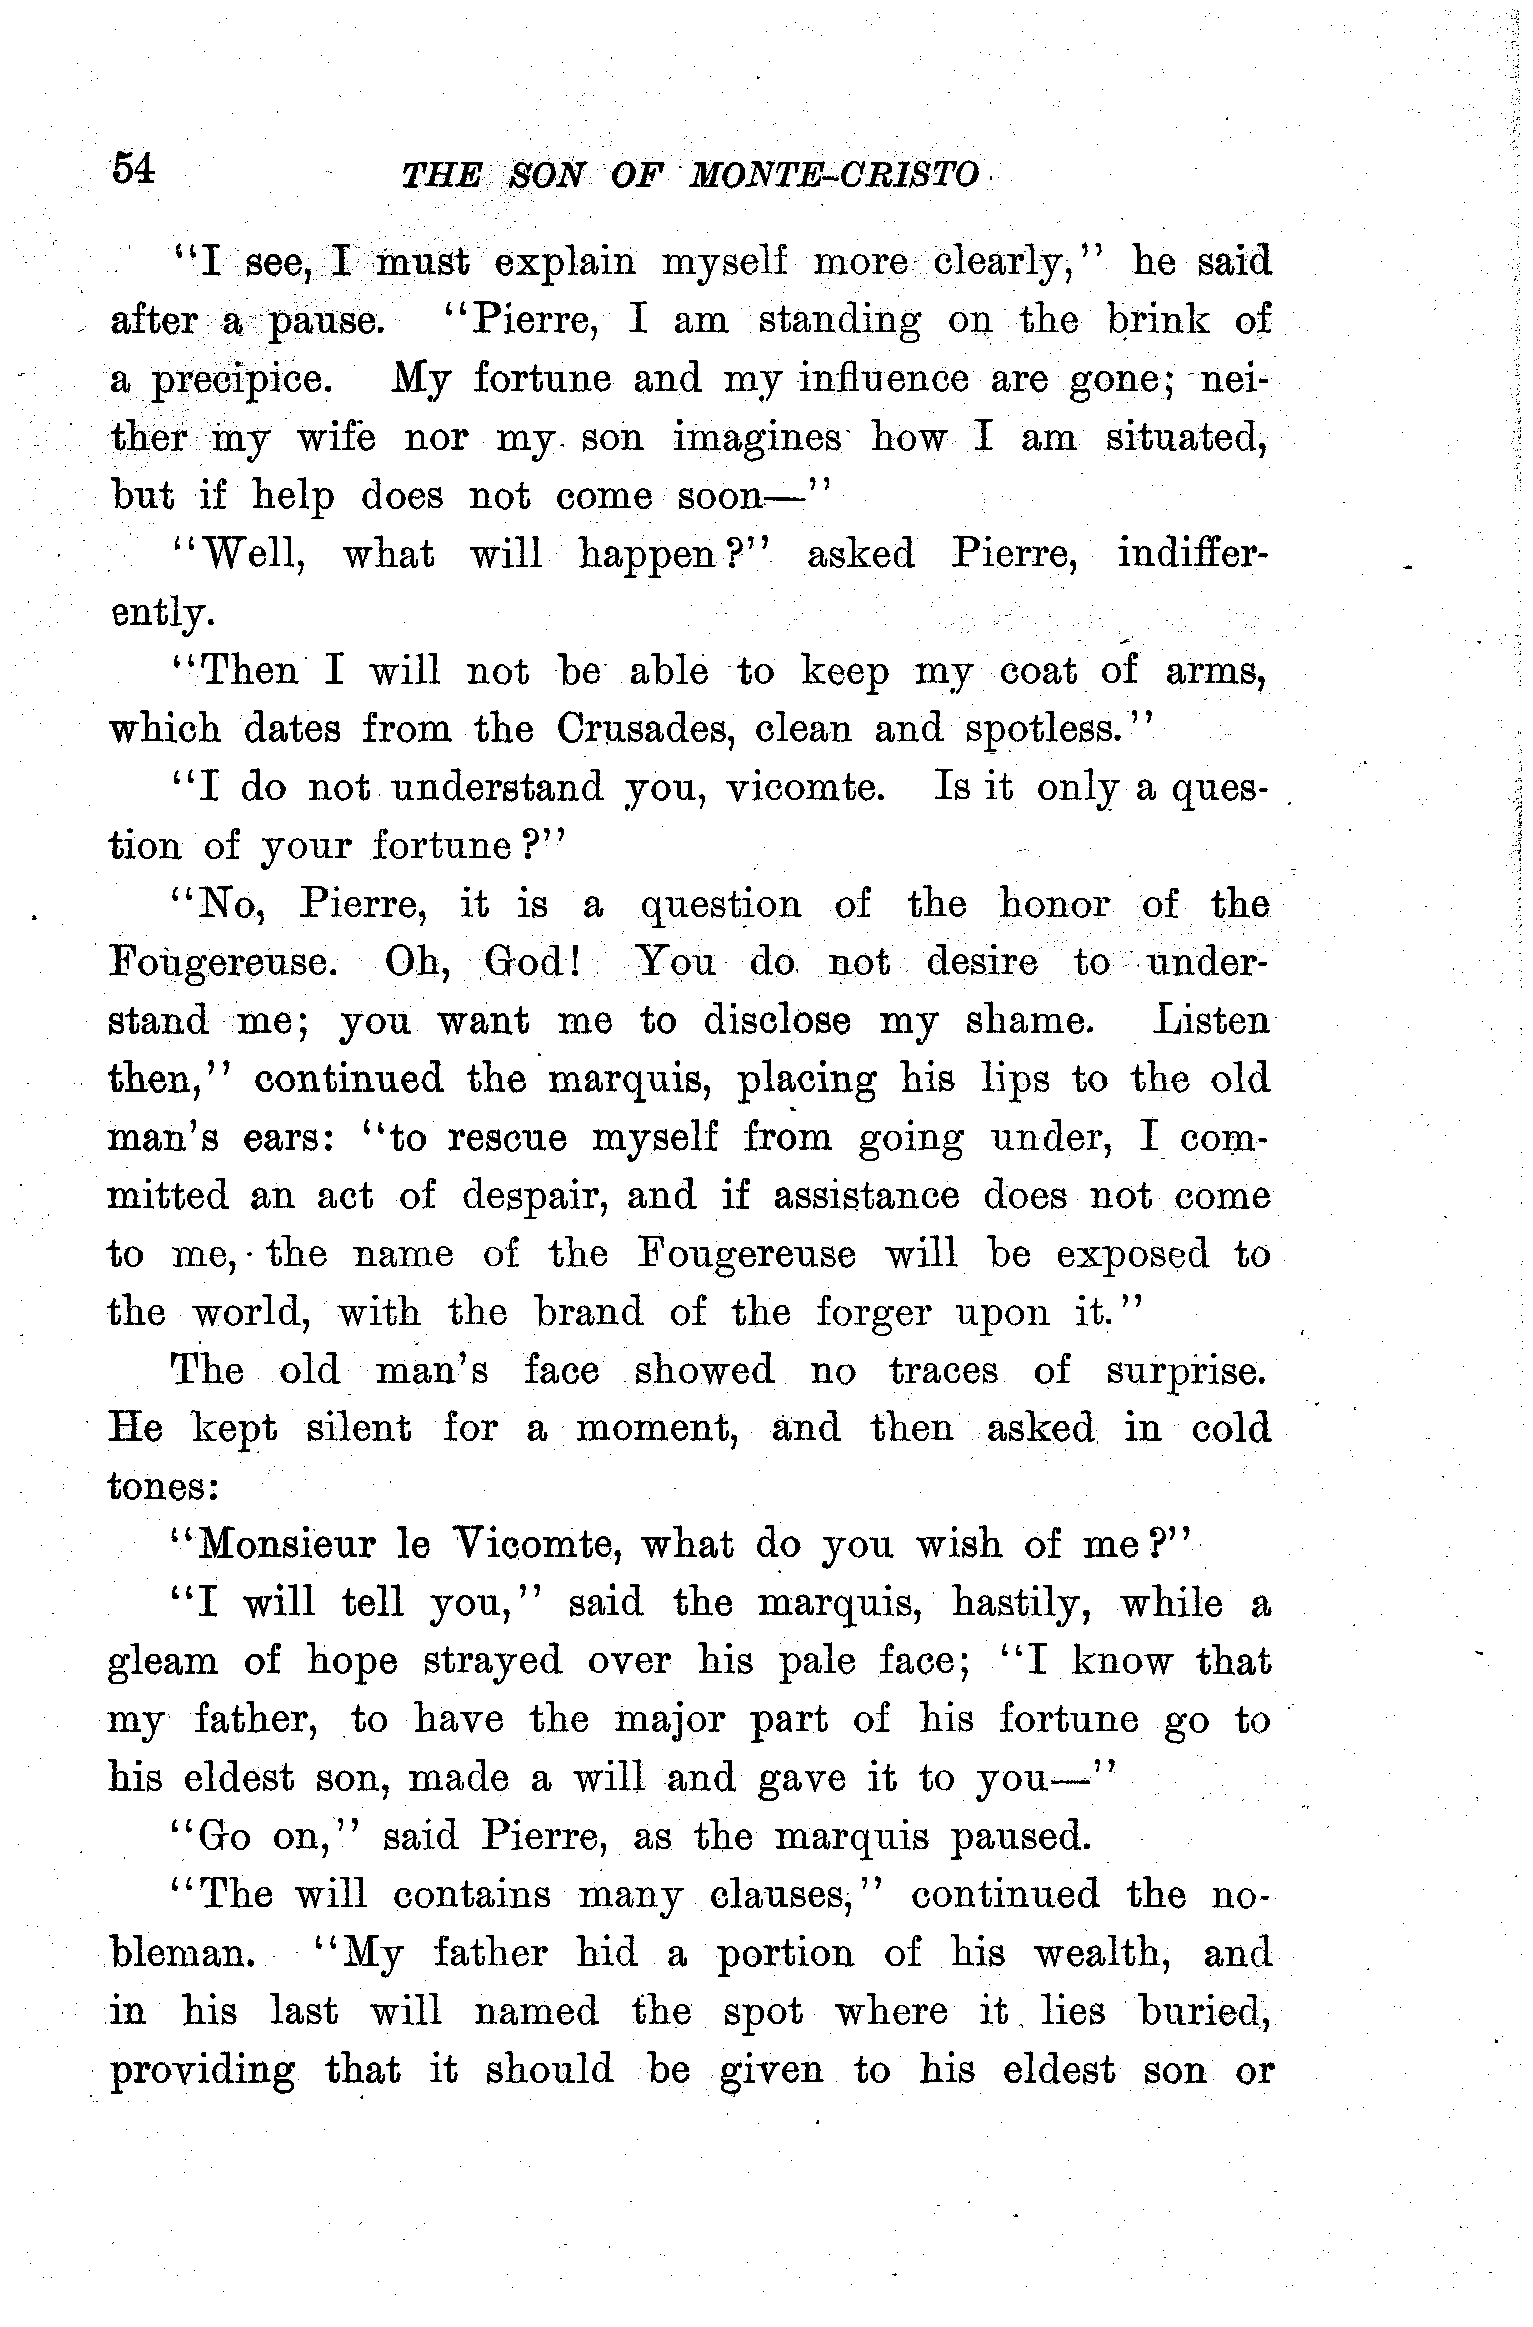 54 THE SON OF MONTE-CRISTO
"I see, I must explain myself more clearly," he said
after a pause. "Pierre, I am standing on the brink of
a precipice. My fortune and my influence are gone; nei-
ther my wife nor my son imagines how I am situated,
but if help does not come soon—"
"Well, what will happen?" asked Pierre, indiffer-
ently.
"Then I will not be able to keep my coat of arms,
which dates from the Crusades, clean and spotless."
"I do not understand you, vicomte. Is it only a ques-
tion of your fortune?"
"No, Pierre, it is a question of the honor of the
Fougereuse. Oh, God! You do not desire to under-
stand me; you want me to disclose my shame. Listen
then," continued the marquis, placing his lips to the old
man's ears: "to rescue myself from going under, I com-
mitted an act of despair, and if assistance does not come
to me, the name of the Fougereuse will be exposed to
the world, with the brand of the forger upon it."
The old man's face showed no traces of surprise.
He kept silent for a moment, and then asked in cold
tones:
"Monsieur le Vicomte, what do you wish of me?"
"I will tell you," said the marquis, hastily, while a
gleam of hope strayed over his pale face; "I know that
my father, to have the major part of his fortune go to
his eldest son, made a will and gave it to you—"
"Go on," said Pierre, as the marquis paused.
"The will contains many clauses," continued the no-
bleman. "My father hid a portion of his wealth, and
in his last will named the spot where it lies buried,
providing that it should be given to his eldest son or